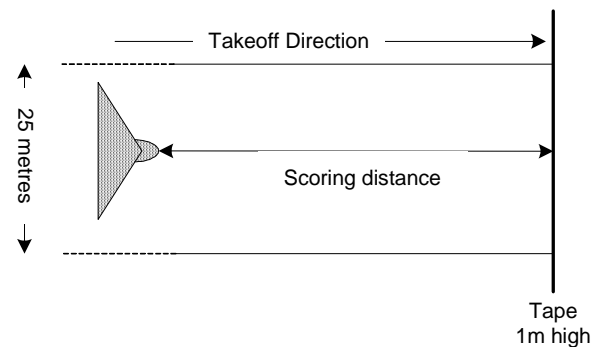 Takeoff Direction
25 metres
Scoring distance
Tape
1m high